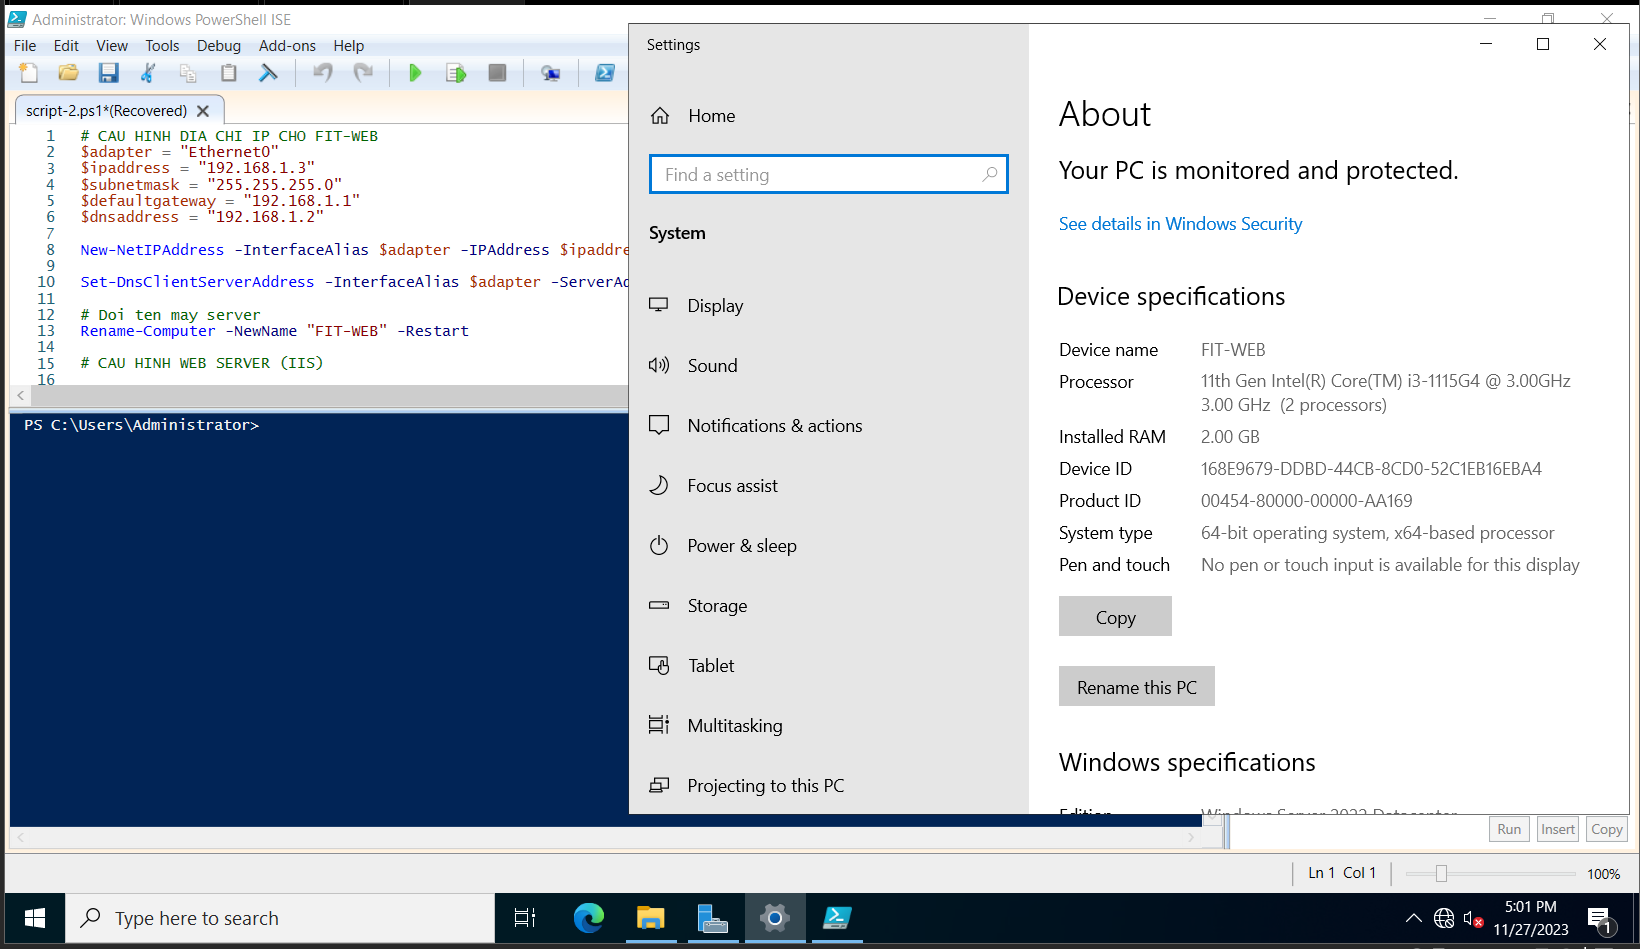 Administrator: Windows PowerShell ISE
File Edit View Tools Debug Add-ons Help
script-2.ps1*(Recovered)
1 # CAU HINH DIA CHI IP CHO FIT-WEB
2 $adapter = "Ethernet0"
3 $ipaddress = "192.168.1.3"
4 $subnetmask = "255.255.255.0"
5 $defaultgateway = "192.168.1.1"
6 $dnsaddress = "192.168.1.2"
7
8 New-NetIPAddress -InterfaceAlias $adapter -IPAddress $ipaddre
9
10 Set-DnsClientServerAddress -InterfaceAlias $adapter -ServerAd
11
12 # Doi ten may server
13 Rename-Computer -NewName "FIT-WEB" -Restart
14
15 # CAU HINH WEB SERVER (IIS)
16
PS C:\Users\Administrator>
Settings
Home
Find a setting
System
Display
Sound
Notifications & actions
Focus assist
Power & sleep
Storage
Tablet
Multitasking
Projecting to this PC
About
Your PC is monitored and protected.
See details in Windows Security
Device specifications
Device name FIT-WEB
Processor 11th Gen Intel(R) Core(TM) i3-1115G4 @ 3.00GHz
3.00 GHz (2 processors)
Installed RAM 2.00 GB
Device ID 168E9679-DDBD-44CB-8CD0-52C1EB16EBA4
Product ID 00454-80000-00000-AA169
System type 64-bit operating system, x64-based processor
Pen and touch No pen or touch input is available for this display
Copy
Rename this PC
Windows specifications
Edition Windows Server 2022 Datacenter
Run Insert Copy
Ln 1 Col 1 100%
Type here to search
5:01 PM
11/27/2023
1